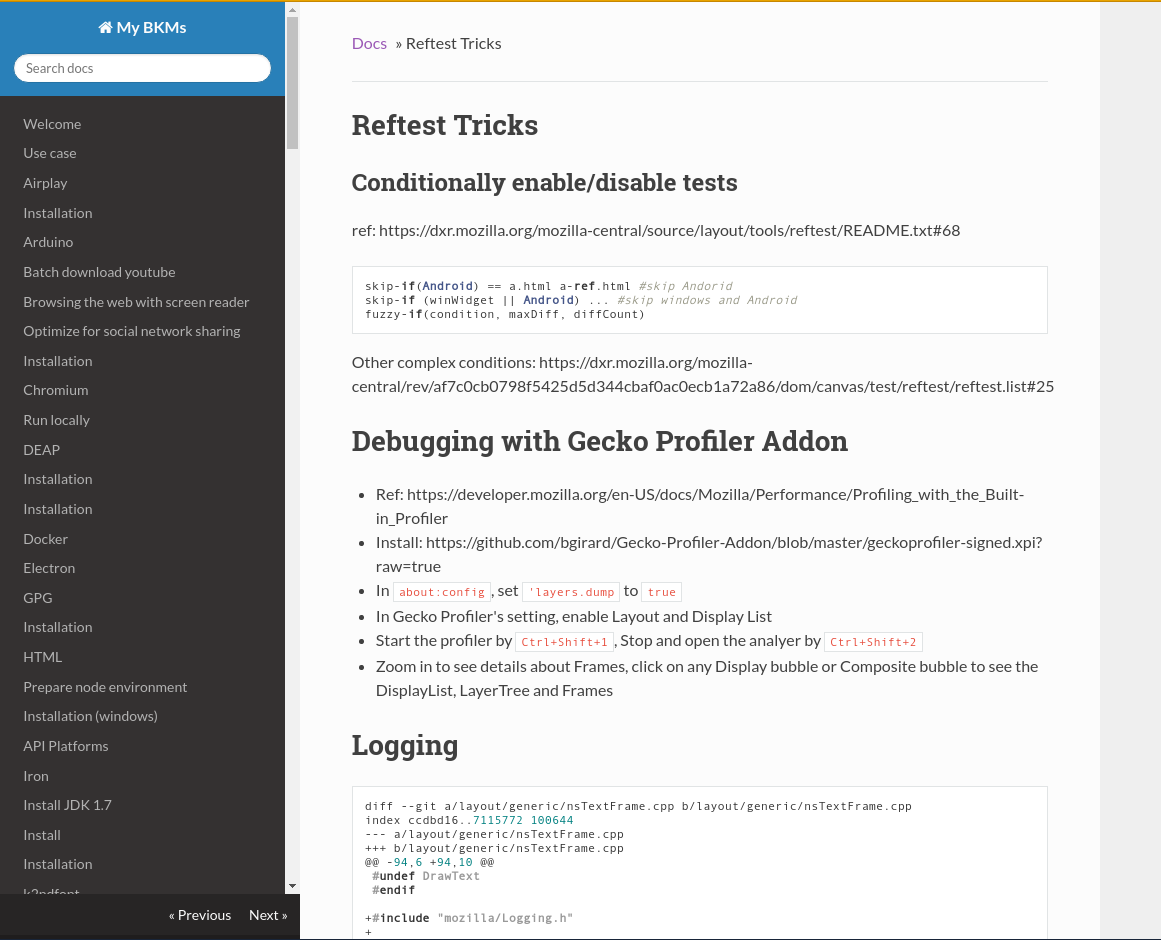 My BKMs
Search docs
Welcome
Use case
Airplay
Installation
Arduino
Batch download youtube
Browsing the web with screen reader
Optimize for social network sharing
Installation
Chromium
Run locally
DEAP
Installation
Installation
Docker
Electron
GPG
Installation
HTML
Prepare node environment
Installation (windows)
API Platforms
Iron
Install JDK 1.7
Install
Installation
« Previous Next »
Docs » Reftest Tricks
Reftest Tricks
Conditionally enable/disable tests
ref: https://dxr.mozilla.org/mozilla-central/source/layout/tools/reftest/README.txt#68
skip-if(Android) == a.html a-ref.html #skip Andorid
skip-if (winWidget || Android) ... #skip windows and Android
fuzzy-if(condition, maxDiff, diffCount)
Other complex conditions: https://dxr.mozilla.org/mozilla-
central/rev/af7c0cb0798f5425d5d344cbaf0ac0ecb1a72a86/dom/canvas/test/reftest/reftest.list#25
Debugging with Gecko Profiler Addon
• Ref: https://developer.mozilla.org/en-US/docs/Mozilla/Performance/Profiling_with_the_Built-
in_Profiler
• Install: https://github.com/bgirard/Gecko-Profiler-Addon/blob/master/geckoprofiler-signed.xpi?
raw=true
• In about:config, set 'layers.dump to true
• In Gecko Profiler's setting, enable Layout and Display List
• Start the profiler by Ctrl+Shift+1, Stop and open the analyer by Ctrl+Shift+2
• Zoom in to see details about Frames, click on any Display bubble or Composite bubble to see the
DisplayList, LayerTree and Frames
Logging
diff --git a/layout/generic/nsTextFrame.cpp b/layout/generic/nsTextFrame.cpp
index ccdbd16..7115772 100644
--- a/layout/generic/nsTextFrame.cpp
+++ b/layout/generic/nsTextFrame.cpp
@@ -94,6 +94,10 @@
#undef DrawText
#endif
+#include "mozilla/Logging.h"
+